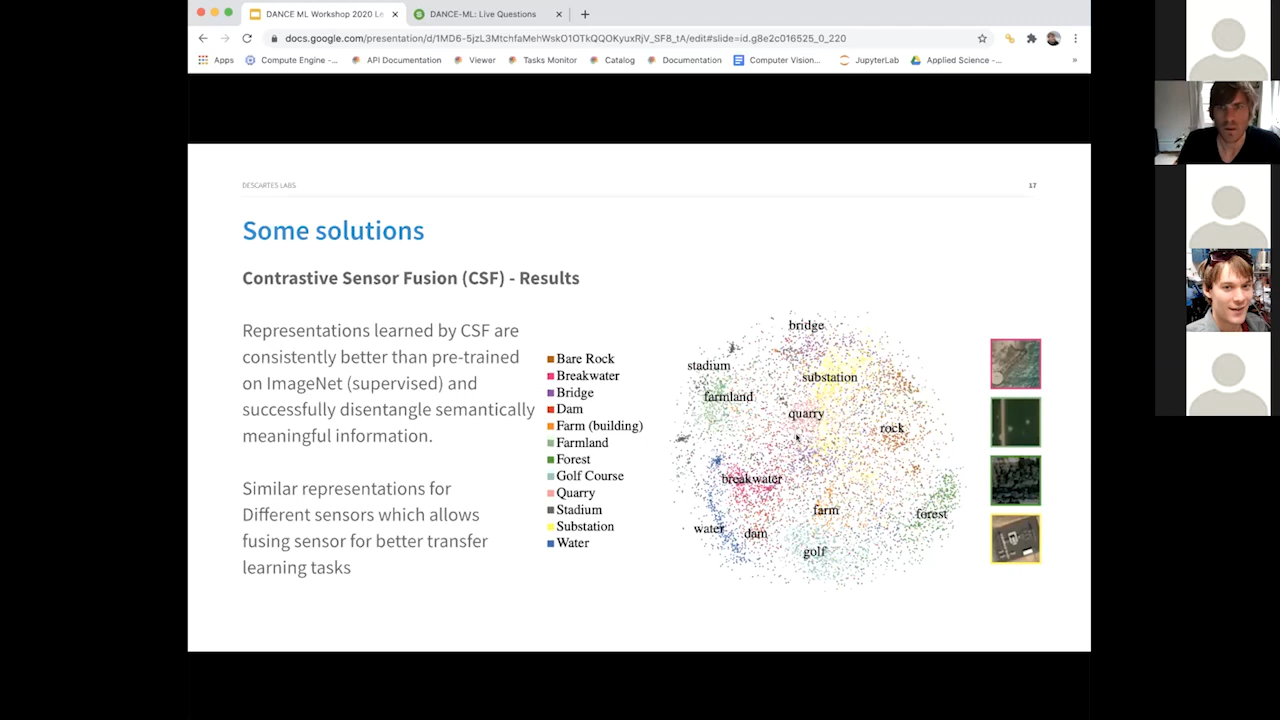 DANCE ML Workshop 2020 Le
DANCE-ML: Live Questions
docs.google.com/presentation/d/1MD6-5jzL3MtchfaMehWskO1OTkQQOKyuxRjV_SF8_tA/edit#slide=id.g8e2c016525_0_220
Apps
Compute Engine -...
API Documentation
Viewer
Tasks Monitor
Catalog
Documentation
Computer Vision...
JupyterLab
Applied Science -...
»
DESCARTES LABS
17
Some solutions
Contrastive Sensor Fusion (CSF) - Results
Representations learned by CSF are
consistently better than pre-trained
on ImageNet (supervised) and
successfully disentangle semantically
meaningful information.
Similar representations for
Different sensors which allows
fusing sensor for better transfer
learning tasks
Bare Rock
Breakwater
Bridge
Dam
Farm (building)
Farmland
Forest
Golf Course
Quarry
Stadium
Substation
Water
bridge
stadium
substation
farmland
quarry
rock
breakwater
farm
forest
water
dam
golf